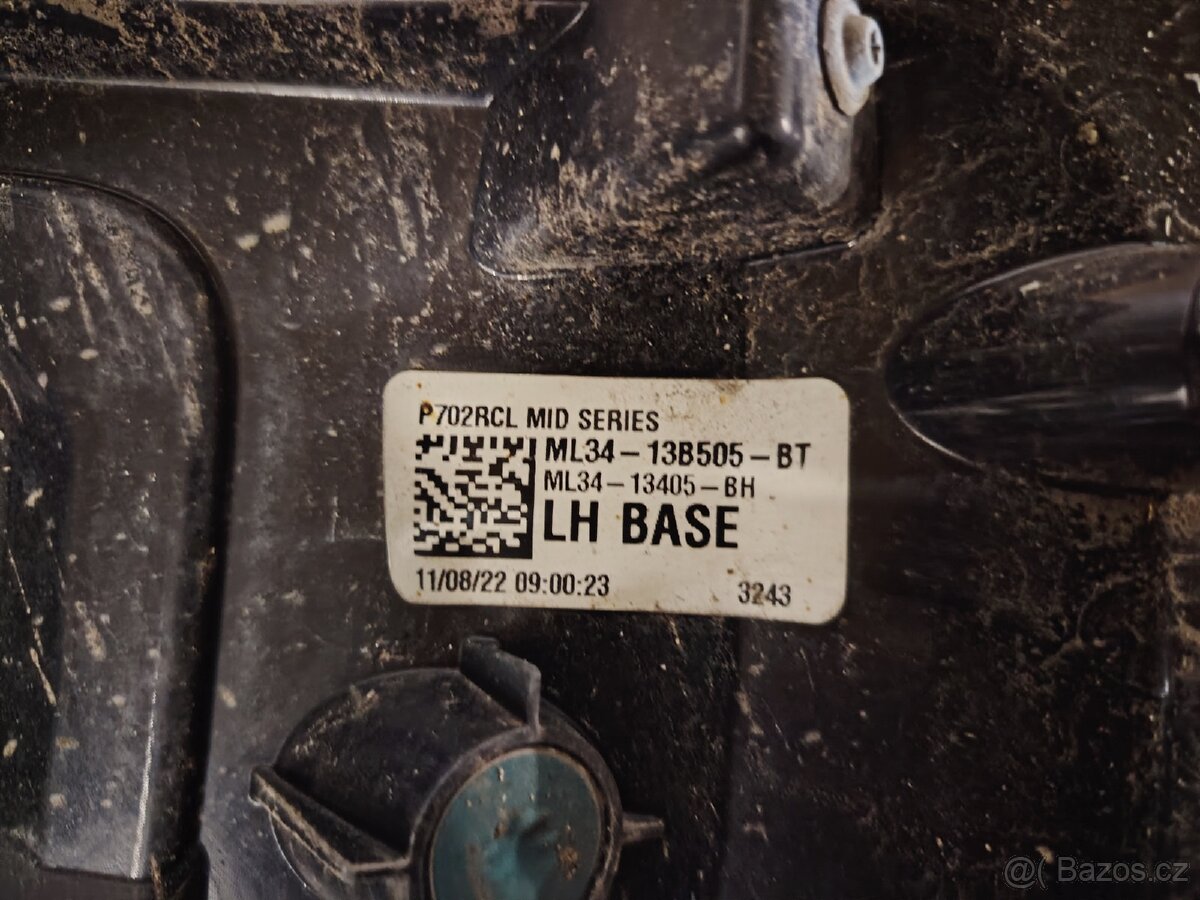 P702RCL MID SERIES
ML34-13B505-BT
ML34-13405-BH
LH BASE
11/08/22 09:00:23 3243
@( Bazos.cz